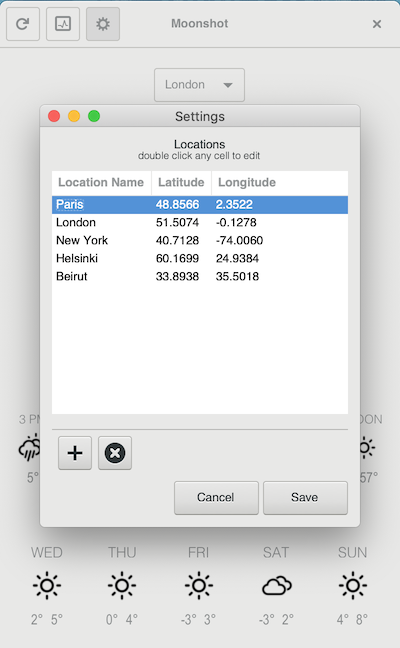 Moonshot
London
Settings
Locations
double click any cell to edit
Location Name Latitude Longitude
Paris 48.8566 2.3522
London 51.5074 -0.1278
New York 40.7128 -74.0060
Helsinki 60.1699 24.9384
Beirut 33.8938 35.5018
3 PM
5°
57°
Cancel Save
WED THU FRI SAT SUN
2° 5° 0° 4° -3° 3° -3° 2° 4° 8°